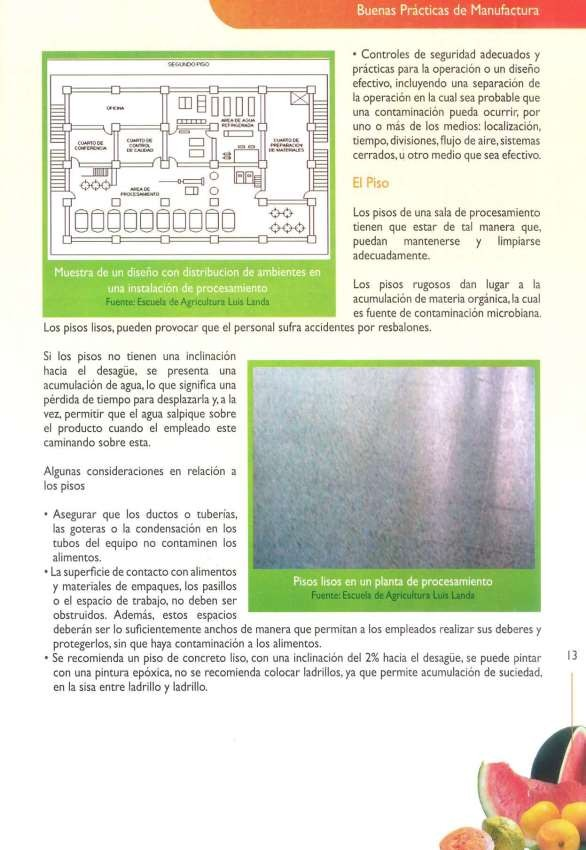 Buenas Prácticas de Manufactura
SEGUNDO PISO
OFICINA
AREA DE AGUA
REFRIGERADA
CUARTO DE
CONFERENCIA
CUARTO DE
CONTROL
DE CALIDAD
CUARTO DE
PREPARACION
DE MATERIALES
AREA DE
PROCESAMIENTO
Muestra de un diseño con distribucion de ambientes en
una instalación de procesamiento
Fuente: Escuela de Agricultura Luis Landa
• Controles de seguridad adecuados y
prácticas para la operación o un diseño
efectivo, incluyendo una separación de
la operación en la cual sea probable que
una contaminación pueda ocurrir, por
uno o más de los medios: localización,
tiempo, divisiones, flujo de aire, sistemas
cerrados, u otro medio que sea efectivo.
El Piso
Los pisos de una sala de procesamiento
tienen que estar de tal manera que,
puedan mantenerse y limpiarse
adecuadamente.
Los pisos rugosos dan lugar a la
acumulación de materia orgánica, la cual
es fuente de contaminación microbiana.
Los pisos lisos, pueden provocar que el personal sufra accidentes por resbalones.
Si los pisos no tienen una inclinación
hacia el desagüe, se presenta una
acumulación de agua, lo que significa una
pérdida de tiempo para desplazarla y, a la
vez, permitir que el agua salpique sobre
el producto cuando el empleado este
caminando sobre esta.
Algunas consideraciones en relación a
los pisos
• Asegurar que los ductos o tuberías,
las goteras o la condensación en los
tubos del equipo no contaminen los
alimentos.
• La superficie de contacto con alimentos
y materiales de empaques, los pasillos
o el espacio de trabajo, no deben ser
obstruidos. Además, estos espacios
deberán ser lo suficientemente anchos de manera que permitan a los empleados realizar sus deberes y
protegerlos, sin que haya contaminación a los alimentos.
• Se recomienda un piso de concreto liso, con una inclinación del 2% hacia el desagüe, se puede pintar
con una pintura epóxica, no se recomienda colocar ladrillos, ya que permite acumulación de suciedad,
en la sisa entre ladrillo y ladrillo.
Pisos lisos en un planta de procesamiento
Fuente: Escuela de Agricultura Luis Landa
13